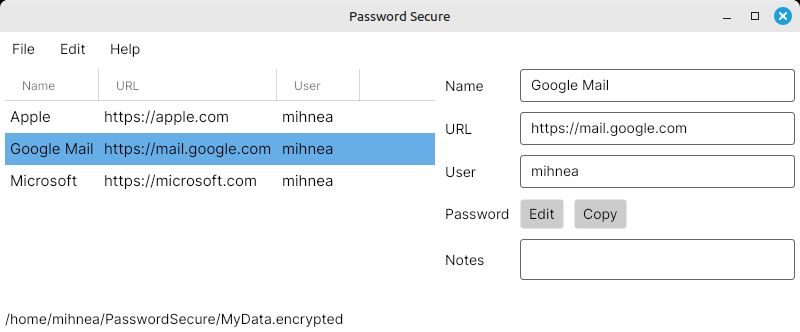 Password Secure
File Edit Help
Name URL User
Apple https://apple.com mihnea
Google Mail https://mail.google.com mihnea
Microsoft https://microsoft.com mihnea
Name Google Mail
URL https://mail.google.com
User mihnea
Password Edit Copy
Notes
/home/mihnea/PasswordSecure/MyData.encrypted